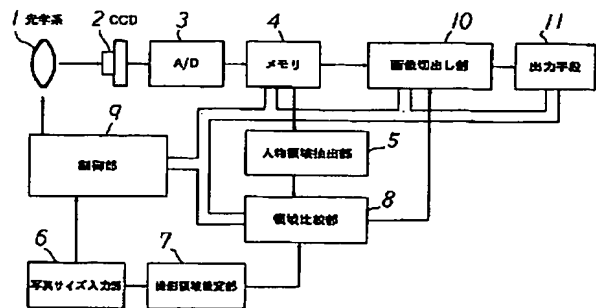 1 光学系
2 CCD
3
A/D
4
メモリ
10
画像切出し部
11
出力手段
9
制御部
人物領域抽出部
5
領域比較部
8
6
写真サイズ入力部
7
撮影領域設定部